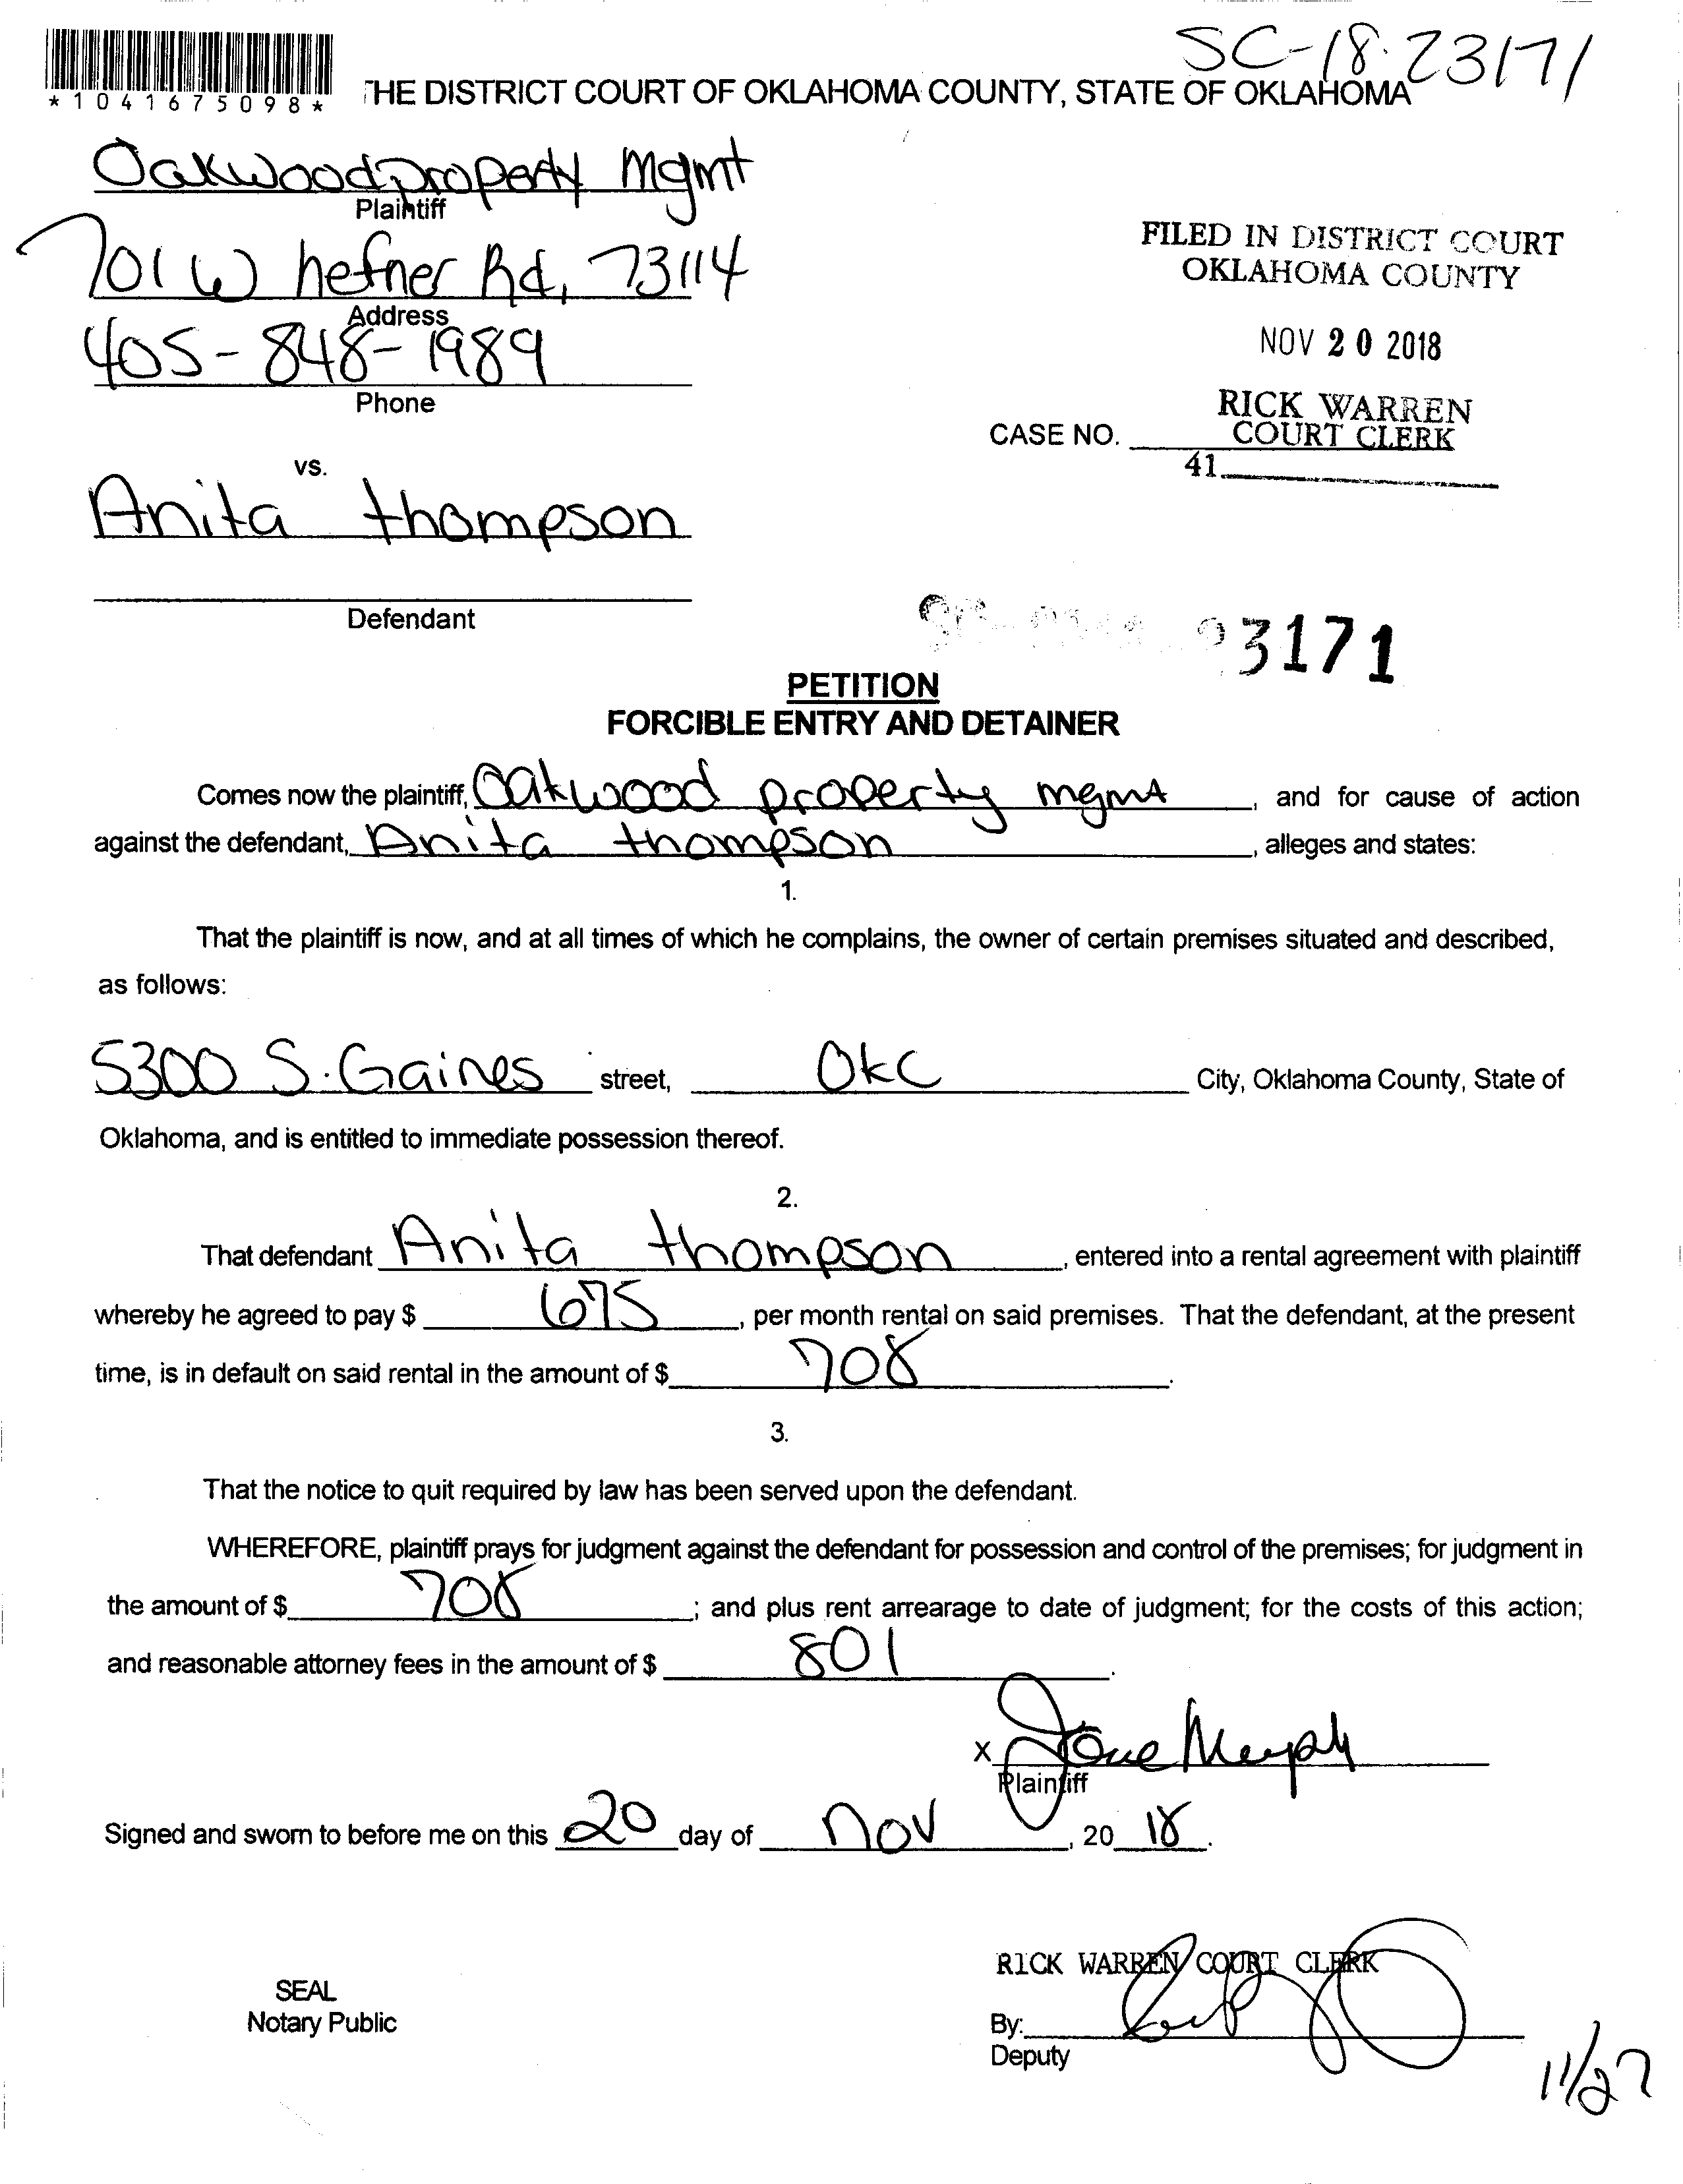 SC-18-23171
*1041675098*
THE DISTRICT COURT OF OKLAHOMA COUNTY, STATE OF OKLAHOMA
Oakwood property mgmt
Plaintiff
701 W hefner Rd, 73114
Address
405-848-1989
Phone
FILED IN DISTRICT COURT
OKLAHOMA COUNTY
NOV 20 2018
RICK WARREN
COURT CLERK
CASE NO.
41
vs.
Anita thompson
Defendant
23171
PETITION
FORCIBLE ENTRY AND DETAINER
Comes now the plaintiff, Oakwood property mgmt, and for cause of action
against the defendant, Anita thompson, alleges and states:
1.
That the plaintiff is now, and at all times of which he complains, the owner of certain premises situated and described,
as follows:
5300 S. Gaines street, OKC City, Oklahoma County, State of
Oklahoma, and is entitled to immediate possession thereof.
2.
That defendant Anita thompson, entered into a rental agreement with plaintiff
whereby he agreed to pay $ 675, per month rental on said premises. That the defendant, at the present
time, is in default on said rental in the amount of $ 708.
3.
That the notice to quit required by law has been served upon the defendant.
WHEREFORE, plaintiff prays for judgment against the defendant for possession and control of the premises; for judgment in
the amount of $ 708; and plus rent arrearage to date of judgment; for the costs of this action;
and reasonable attorney fees in the amount of $ 801.
X
Plaintiff
Signed and sworn to before me on this 20 day of Nov, 20 18.
RICK WARREN COURT CLERK
SEAL
Notary Public
By:
Deputy
11/27